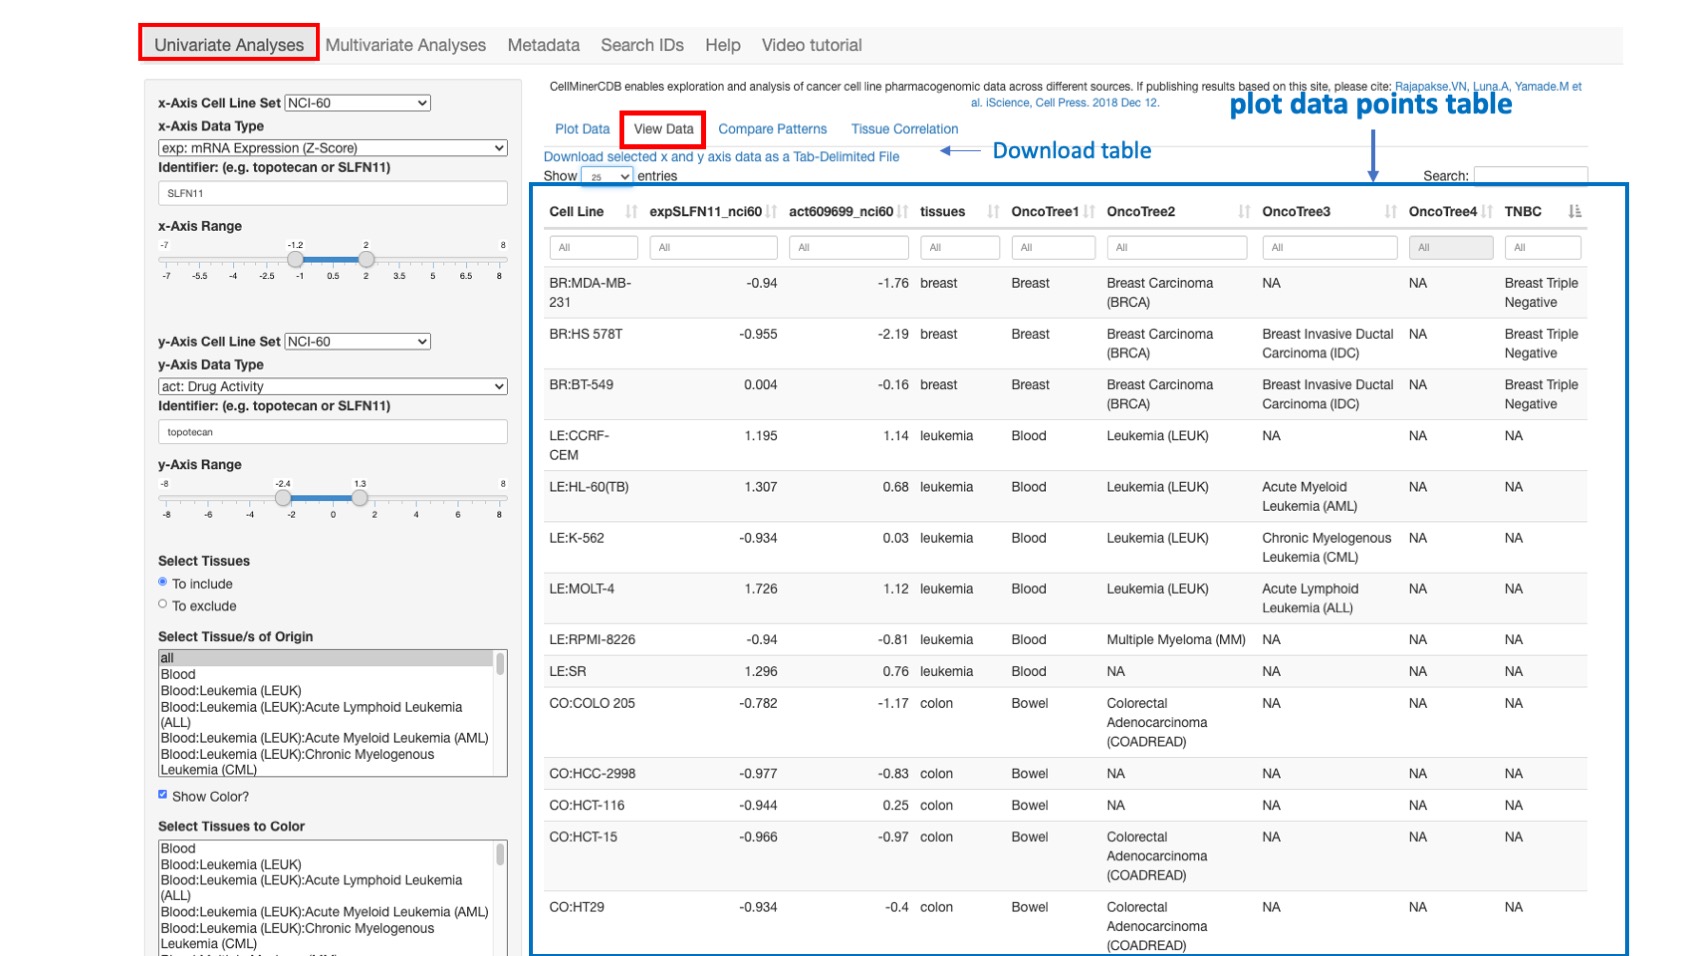 Univariate Analyses Multivariate Analyses Metadata Search IDs Help Video tutorial
x-Axis Cell Line Set NCI-60
x-Axis Data Type
exp: mRNA Expression (Z-Score)
Identifier: (e.g. topotecan or SLFN11)
SLFN11
x-Axis Range
-7 -1.2 2 8
-7 -5.5 -4 -2.5 -1 0.5 2 3.5 5 6.5 8
y-Axis Cell Line Set NCI-60
y-Axis Data Type
act: Drug Activity
Identifier: (e.g. topotecan or SLFN11)
topotecan
y-Axis Range
-8 -2.4 1.3 8
-8 -6 -4 -2 0 2 4 6 8
Select Tissues
To include
To exclude
Select Tissue/s of Origin
all
Blood
Blood:Leukemia (LEUK)
Blood:Leukemia (LEUK):Acute Lymphoid Leukemia
(ALL)
Blood:Leukemia (LEUK):Acute Myeloid Leukemia (AML)
Blood:Leukemia (LEUK):Chronic Myelogenous
Leukemia (CML)
Show Color?
Select Tissues to Color
Blood
Blood:Leukemia (LEUK)
Blood:Leukemia (LEUK):Acute Lymphoid Leukemia
(ALL)
Blood:Leukemia (LEUK):Acute Myeloid Leukemia (AML)
Blood:Leukemia (LEUK):Chronic Myelogenous
Leukemia (CML)
CellMinerCDB enables exploration and analysis of cancer cell line pharmacogenomic data across different sources. If publishing results based on this site, please cite: Rajapakse.VN, Luna.A, Yamade.M et
al. iScience, Cell Press. 2018 Dec 12.
plot data points table
Plot Data View Data Compare Patterns Tissue Correlation
Download selected x and y axis data as a Tab-Delimited File
Download table
Show 25 entries Search:
Cell Line expSLFN11_nci60 act609699_nci60 tissues OncoTree1 OncoTree2 OncoTree3 OncoTree4 TNBC
All All All All All All All All All
BR:MDA-MB- -0.94 -1.76 breast Breast Breast Carcinoma NA NA Breast Triple
231 (BRCA) Negative
BR:HS 578T -0.955 -2.19 breast Breast Breast Carcinoma Breast Invasive Ductal NA Breast Triple
(BRCA) Carcinoma (IDC) Negative
BR:BT-549 0.004 -0.16 breast Breast Breast Carcinoma Breast Invasive Ductal NA Breast Triple
(BRCA) Carcinoma (IDC) Negative
LE:CCRF- 1.195 1.14 leukemia Blood Leukemia (LEUK) NA NA NA
CEM
LE:HL-60(TB) 1.307 0.68 leukemia Blood Leukemia (LEUK) Acute Myeloid NA NA
Leukemia (AML)
LE:K-562 -0.934 0.03 leukemia Blood Leukemia (LEUK) Chronic Myelogenous NA NA
Leukemia (CML)
LE:MOLT-4 1.726 1.12 leukemia Blood Leukemia (LEUK) Acute Lymphoid NA NA
Leukemia (ALL)
LE:RPMI-8226 -0.94 -0.81 leukemia Blood Multiple Myeloma (MM) NA NA NA
LE:SR 1.296 0.76 leukemia Blood NA NA NA NA
CO:COLO 205 -0.782 -1.17 colon Bowel Colorectal NA NA NA
Adenocarcinoma
(COADREAD)
CO:HCC-2998 -0.977 -0.83 colon Bowel NA NA NA NA
CO:HCT-116 -0.944 0.25 colon Bowel NA NA NA NA
CO:HCT-15 -0.966 -0.97 colon Bowel Colorectal NA NA NA
Adenocarcinoma
(COADREAD)
CO:HT29 -0.934 -0.4 colon Bowel Colorectal NA NA NA
Adenocarcinoma
(COADREAD)